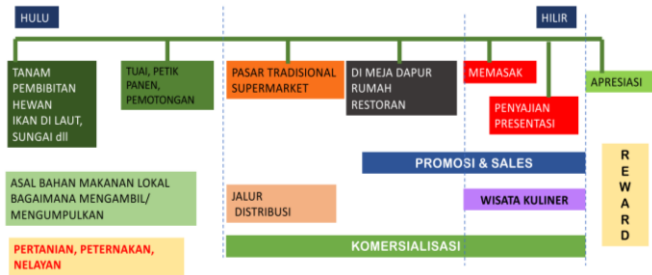 HULU
HILIR
TANAM
PEMBIBITAN
HEWAN
IKAN DI LAUT,
SUNGAI dll
TUAI, PETIK
PANEN,
PEMOTONGAN
PASAR TRADISIONAL
SUPERMARKET
DI MEJA DAPUR
RUMAH
RESTORAN
MEMASAK
PENYAJIAN
PRESENTASI
APRESIASI
PROMOSI & SALES
ASAL BAHAN MAKANAN LOKAL
BAGAIMANA MENGAMBIL/
MENGUMPULKAN
JALUR
DISTRIBUSI
WISATA KULINER
R
E
W
A
R
D
PERTANIAN, PETERNAKAN,
NELAYAN
KOMERSIALISASI